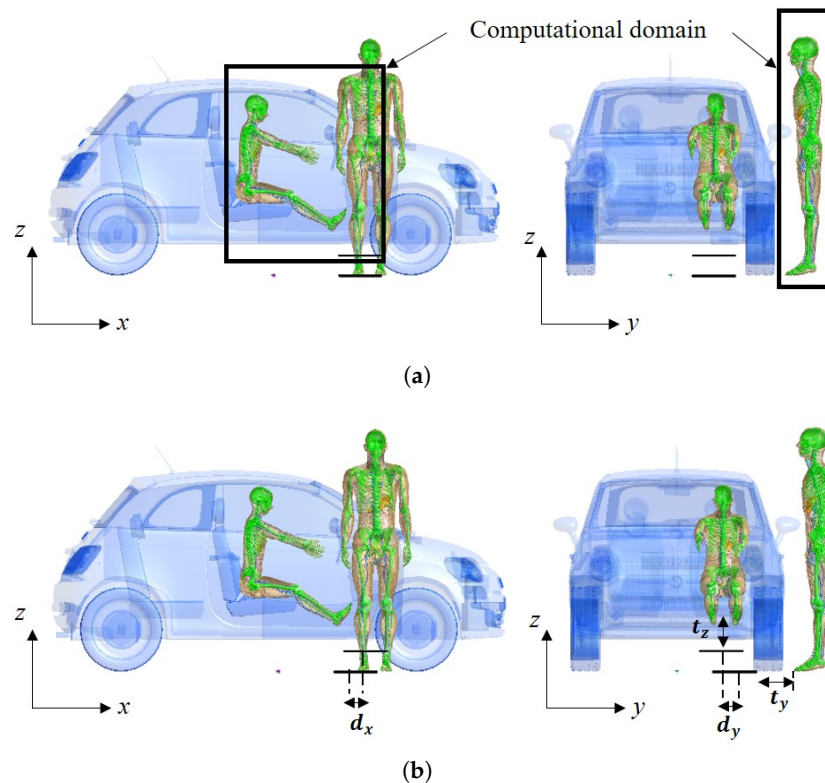 Computational domain
z
x
z
y
(a)
z
x
d_x
z
y
t_z
d_y
t_y
(b)